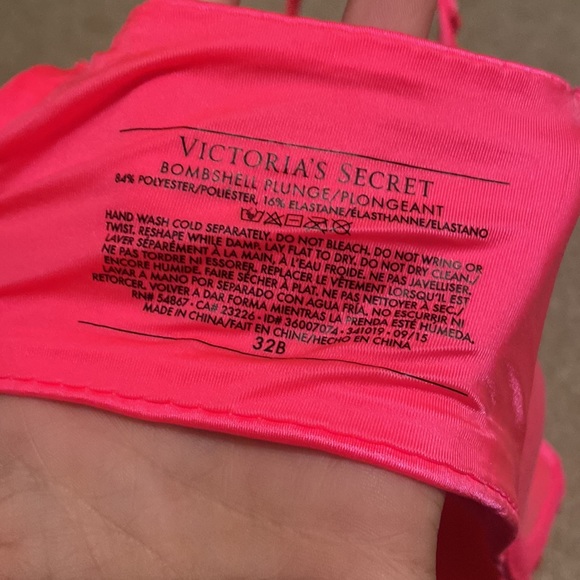 VICTORIA'S SECRET
BOMBSHELL PLUNGE/PLONGEANT
84% POLYESTER/POLIÉSTER, 16% ELASTANE/ÉLASTHANNE/ELASTANO
HAND WASH COLD SEPARATELY. DO NOT BLEACH. DO NOT WRING OR
TWIST. RESHAPE WHILE DAMP. LAY FLAT TO DRY. DO NOT DRY CLEAN./
LAVER SÉPARÉMENT À LA MAIN, À L'EAU FROIDE. NE PAS JAVELLISER.
NE PAS TORDRE NI ESSORER. REPLACER LE VÊTEMENT LORSQU'IL EST
ENCORE HUMIDE. FAIRE SÉCHER À PLAT. NE PAS NETTOYER À SEC./
LAVAR A MANO POR SEPARADO CON AGUA FRÍA. NO ESCURRIR NI
RETORCER, VOLVER A DAR FORMA MIENTRAS LA PRENDA ESTÉ HÚMEDA.
RN# 54867 · CA# 23226 · ID# 36007074 · 341019 · 09/15
MADE IN CHINA/FAIT EN CHINE/HECHO EN CHINA
32B